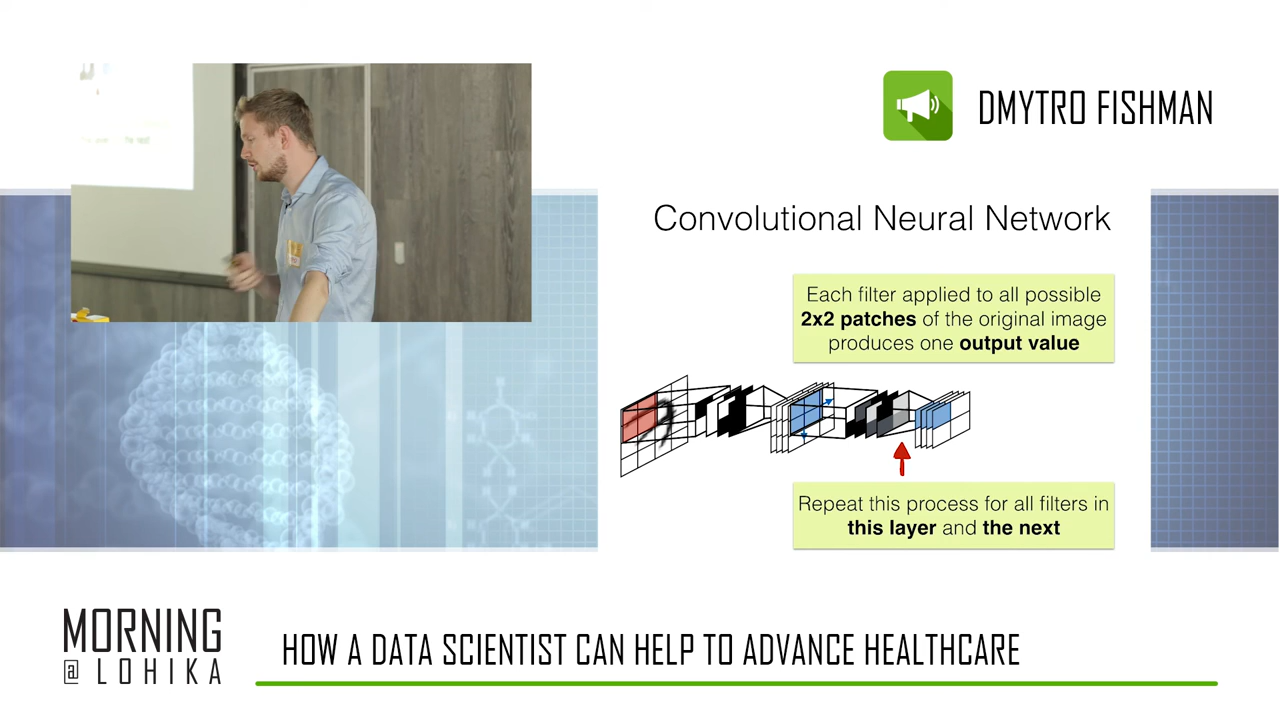 DMYTRO FISHMAN
Convolutional Neural Network
Each filter applied to all possible
2x2 patches of the original image
produces one output value
Repeat this process for all filters in
this layer and the next
MORNING
@ LOHIKA
HOW A DATA SCIENTIST CAN HELP TO ADVANCE HEALTHCARE